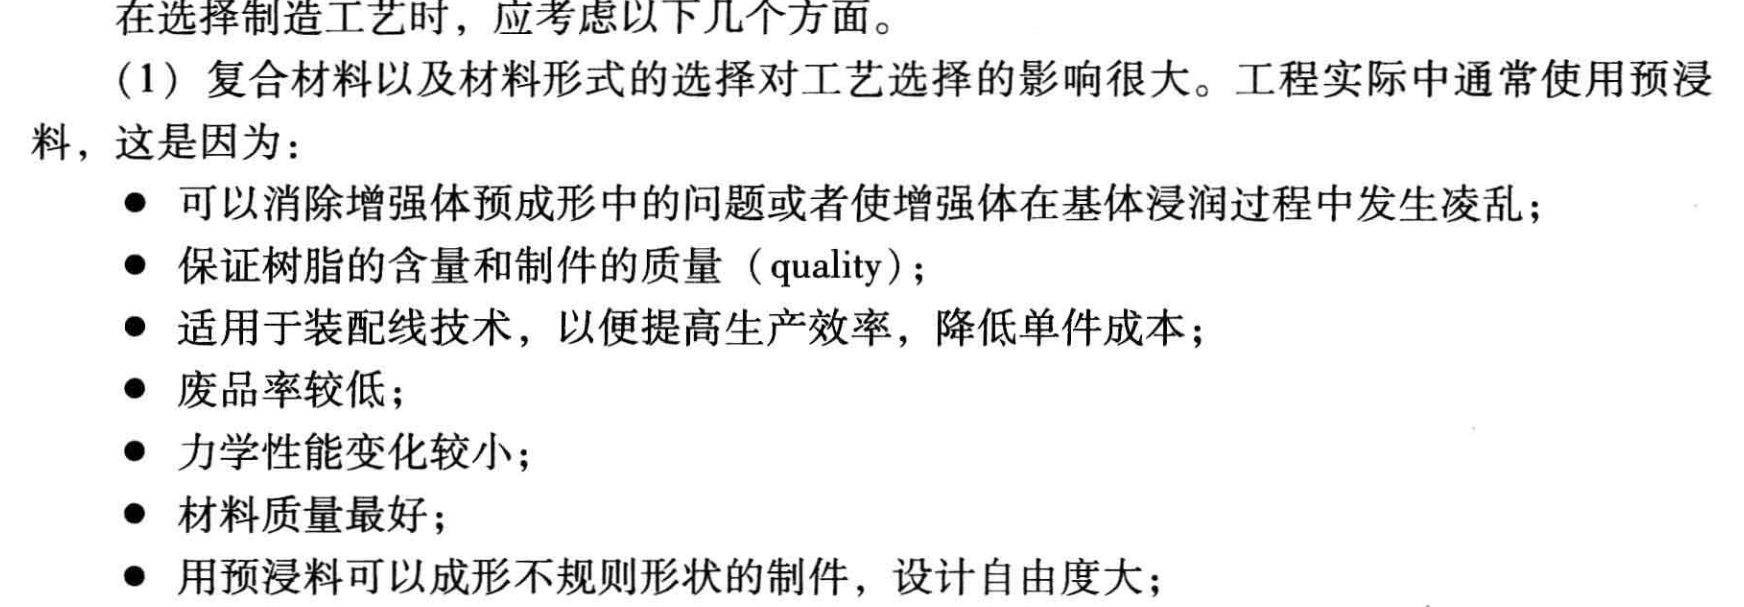 在选择制造工艺时，应考虑以下几个方面。
（1）复合材料以及材料形式的选择对工艺选择的影响很大。工程实际中通常使用预浸
料，这是因为：
● 可以消除增强体预成形中的问题或者使增强体在基体浸润过程中发生凌乱；
● 保证树脂的含量和制件的质量（quality）；
● 适用于装配线技术，以便提高生产效率，降低单件成本；
● 废品率较低；
● 力学性能变化较小；
● 材料质量最好；
● 用预浸料可以成形不规则形状的制件，设计自由度大；